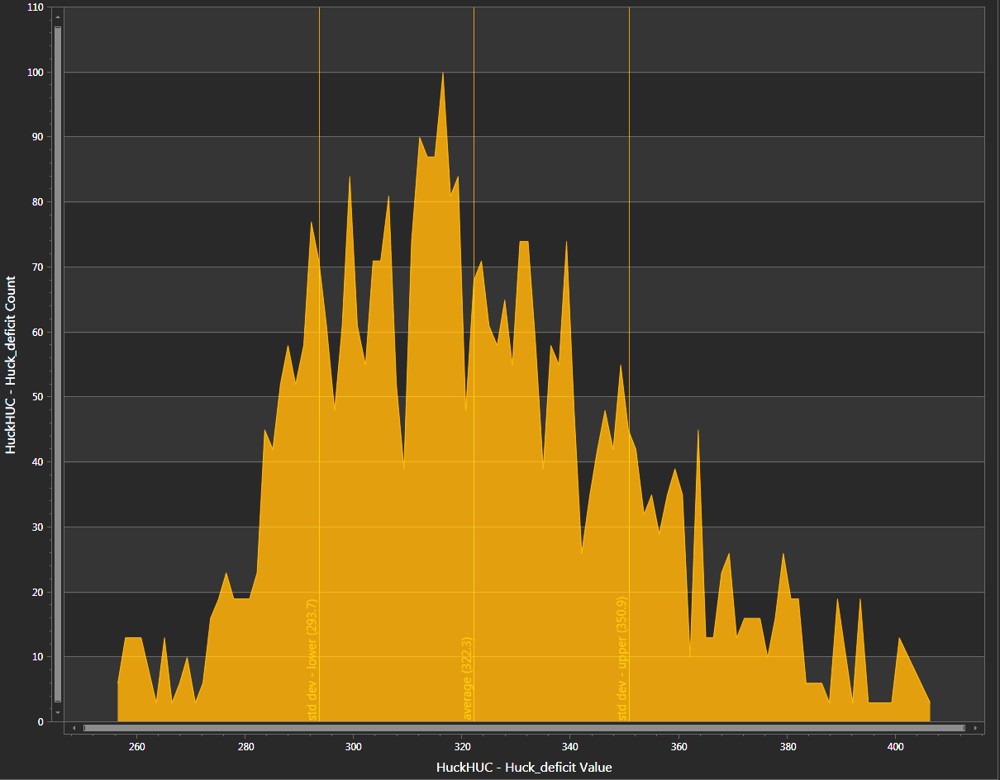 110
100
90
80
70
60
50
40
30
20
10
0
HuckHUC - Huck_deficit Count
std dev - lower (293.7)
average (322.3)
std dev - upper (350.9)
260 280 300 320 340 360 380 400
HuckHUC - Huck_deficit Value